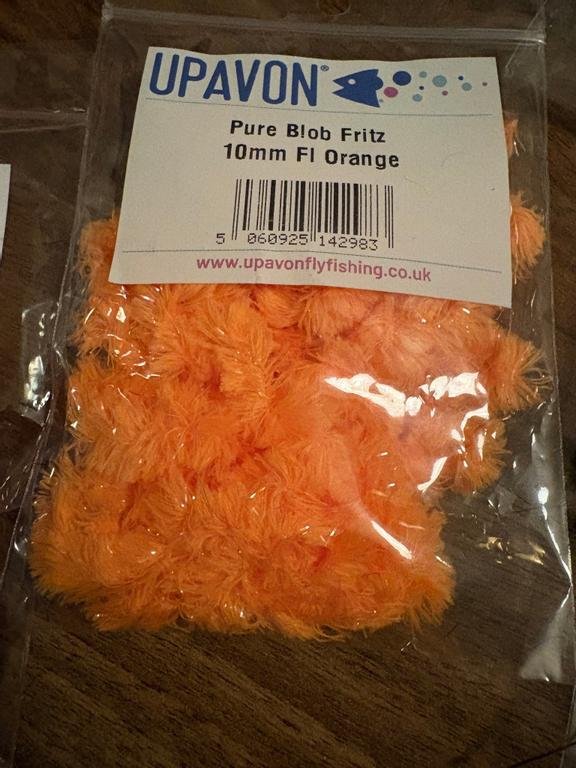 UPAVON®
Pure Blob Fritz
10mm Fl Orange
5 060925 142983
www.upavonflyfishing.co.uk